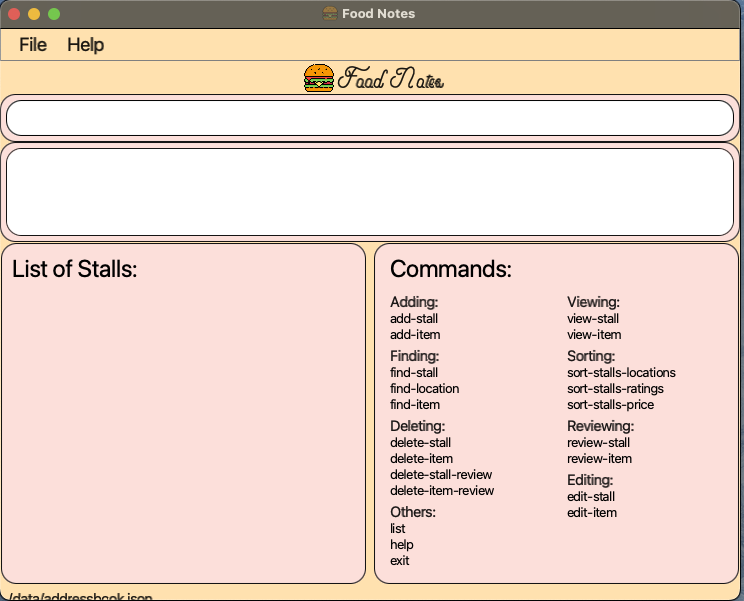 Food Notes
File Help
Food Notes
List of Stalls:
Commands:
Adding:
add-stall
add-item
Finding:
find-stall
find-location
find-item
Deleting:
delete-stall
delete-item
delete-stall-review
delete-item-review
Others:
list
help
exit
Viewing:
view-stall
view-item
Sorting:
sort-stalls-locations
sort-stalls-ratings
sort-stalls-price
Reviewing:
review-stall
review-item
Editing:
edit-stall
edit-item
/data/addressbook.json